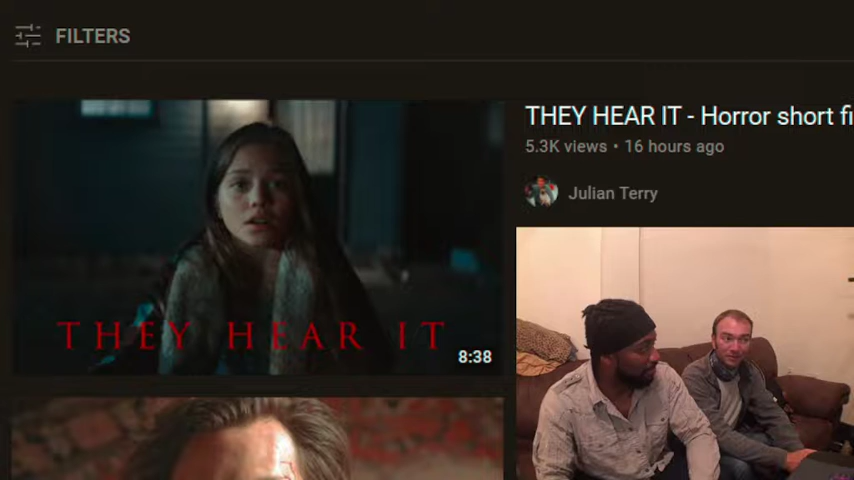 FILTERS
THEY HEAR IT - Horror short fi
5.3K views • 16 hours ago
Julian Terry
THEY HEAR IT
8:38